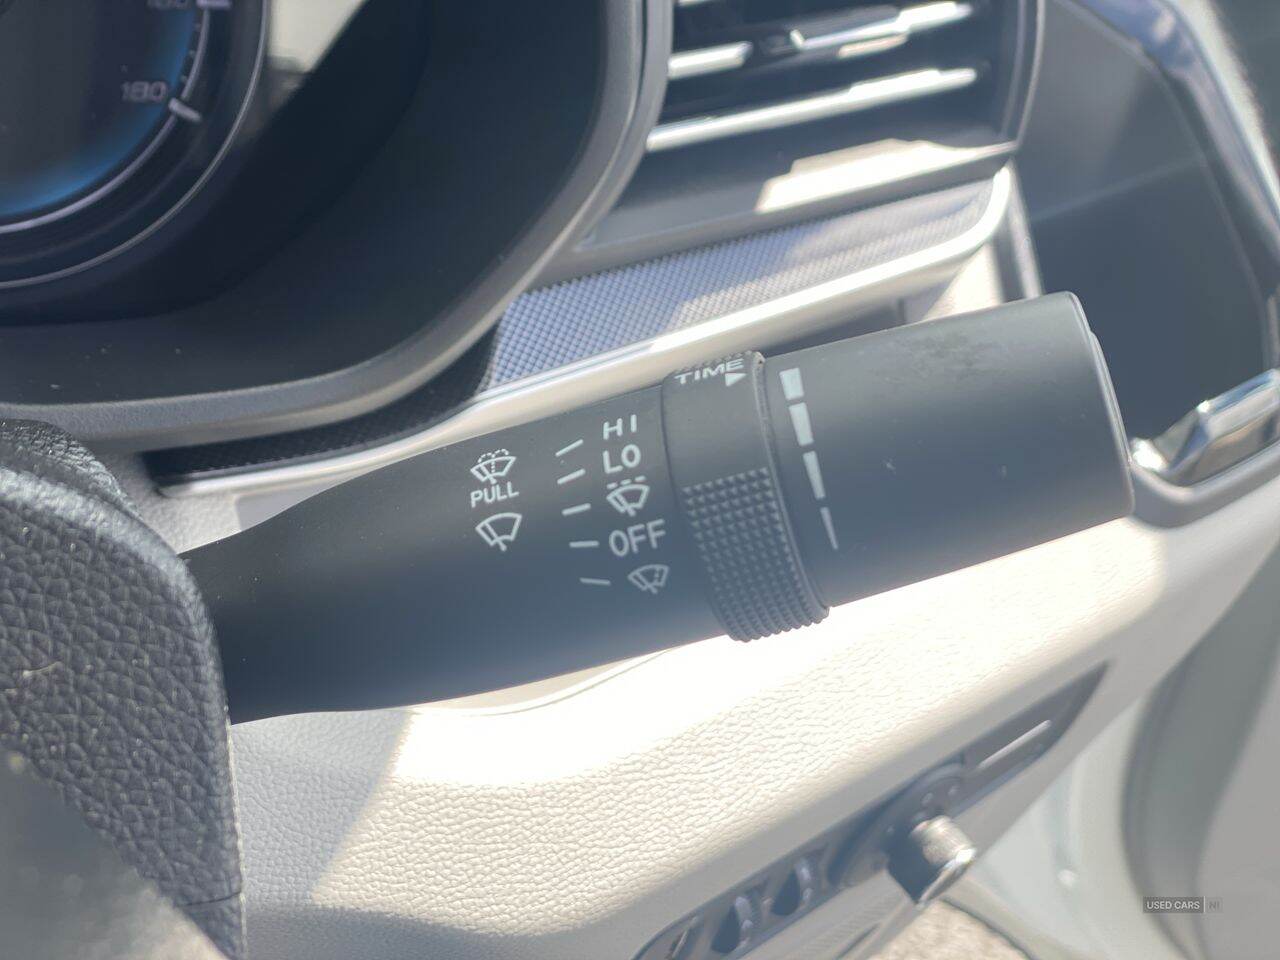 180
TIME
HI
LO
PULL
OFF
USED CARS NI